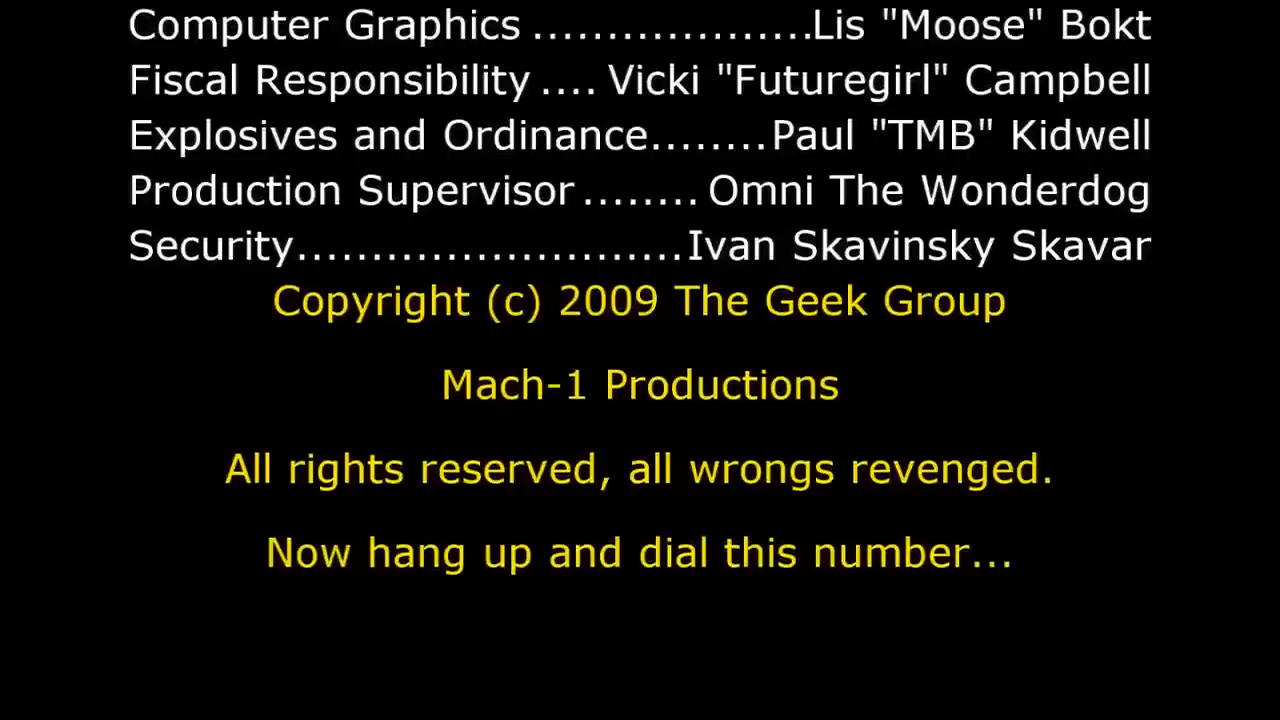 Computer Graphics ...................Lis "Moose" Bokt
Fiscal Responsibility .... Vicki "Futuregirl" Campbell
Explosives and Ordinance........Paul "TMB" Kidwell
Production Supervisor ........ Omni The Wonderdog
Security..........................Ivan Skavinsky Skavar
Copyright (c) 2009 The Geek Group
Mach-1 Productions
All rights reserved, all wrongs revenged.
Now hang up and dial this number...